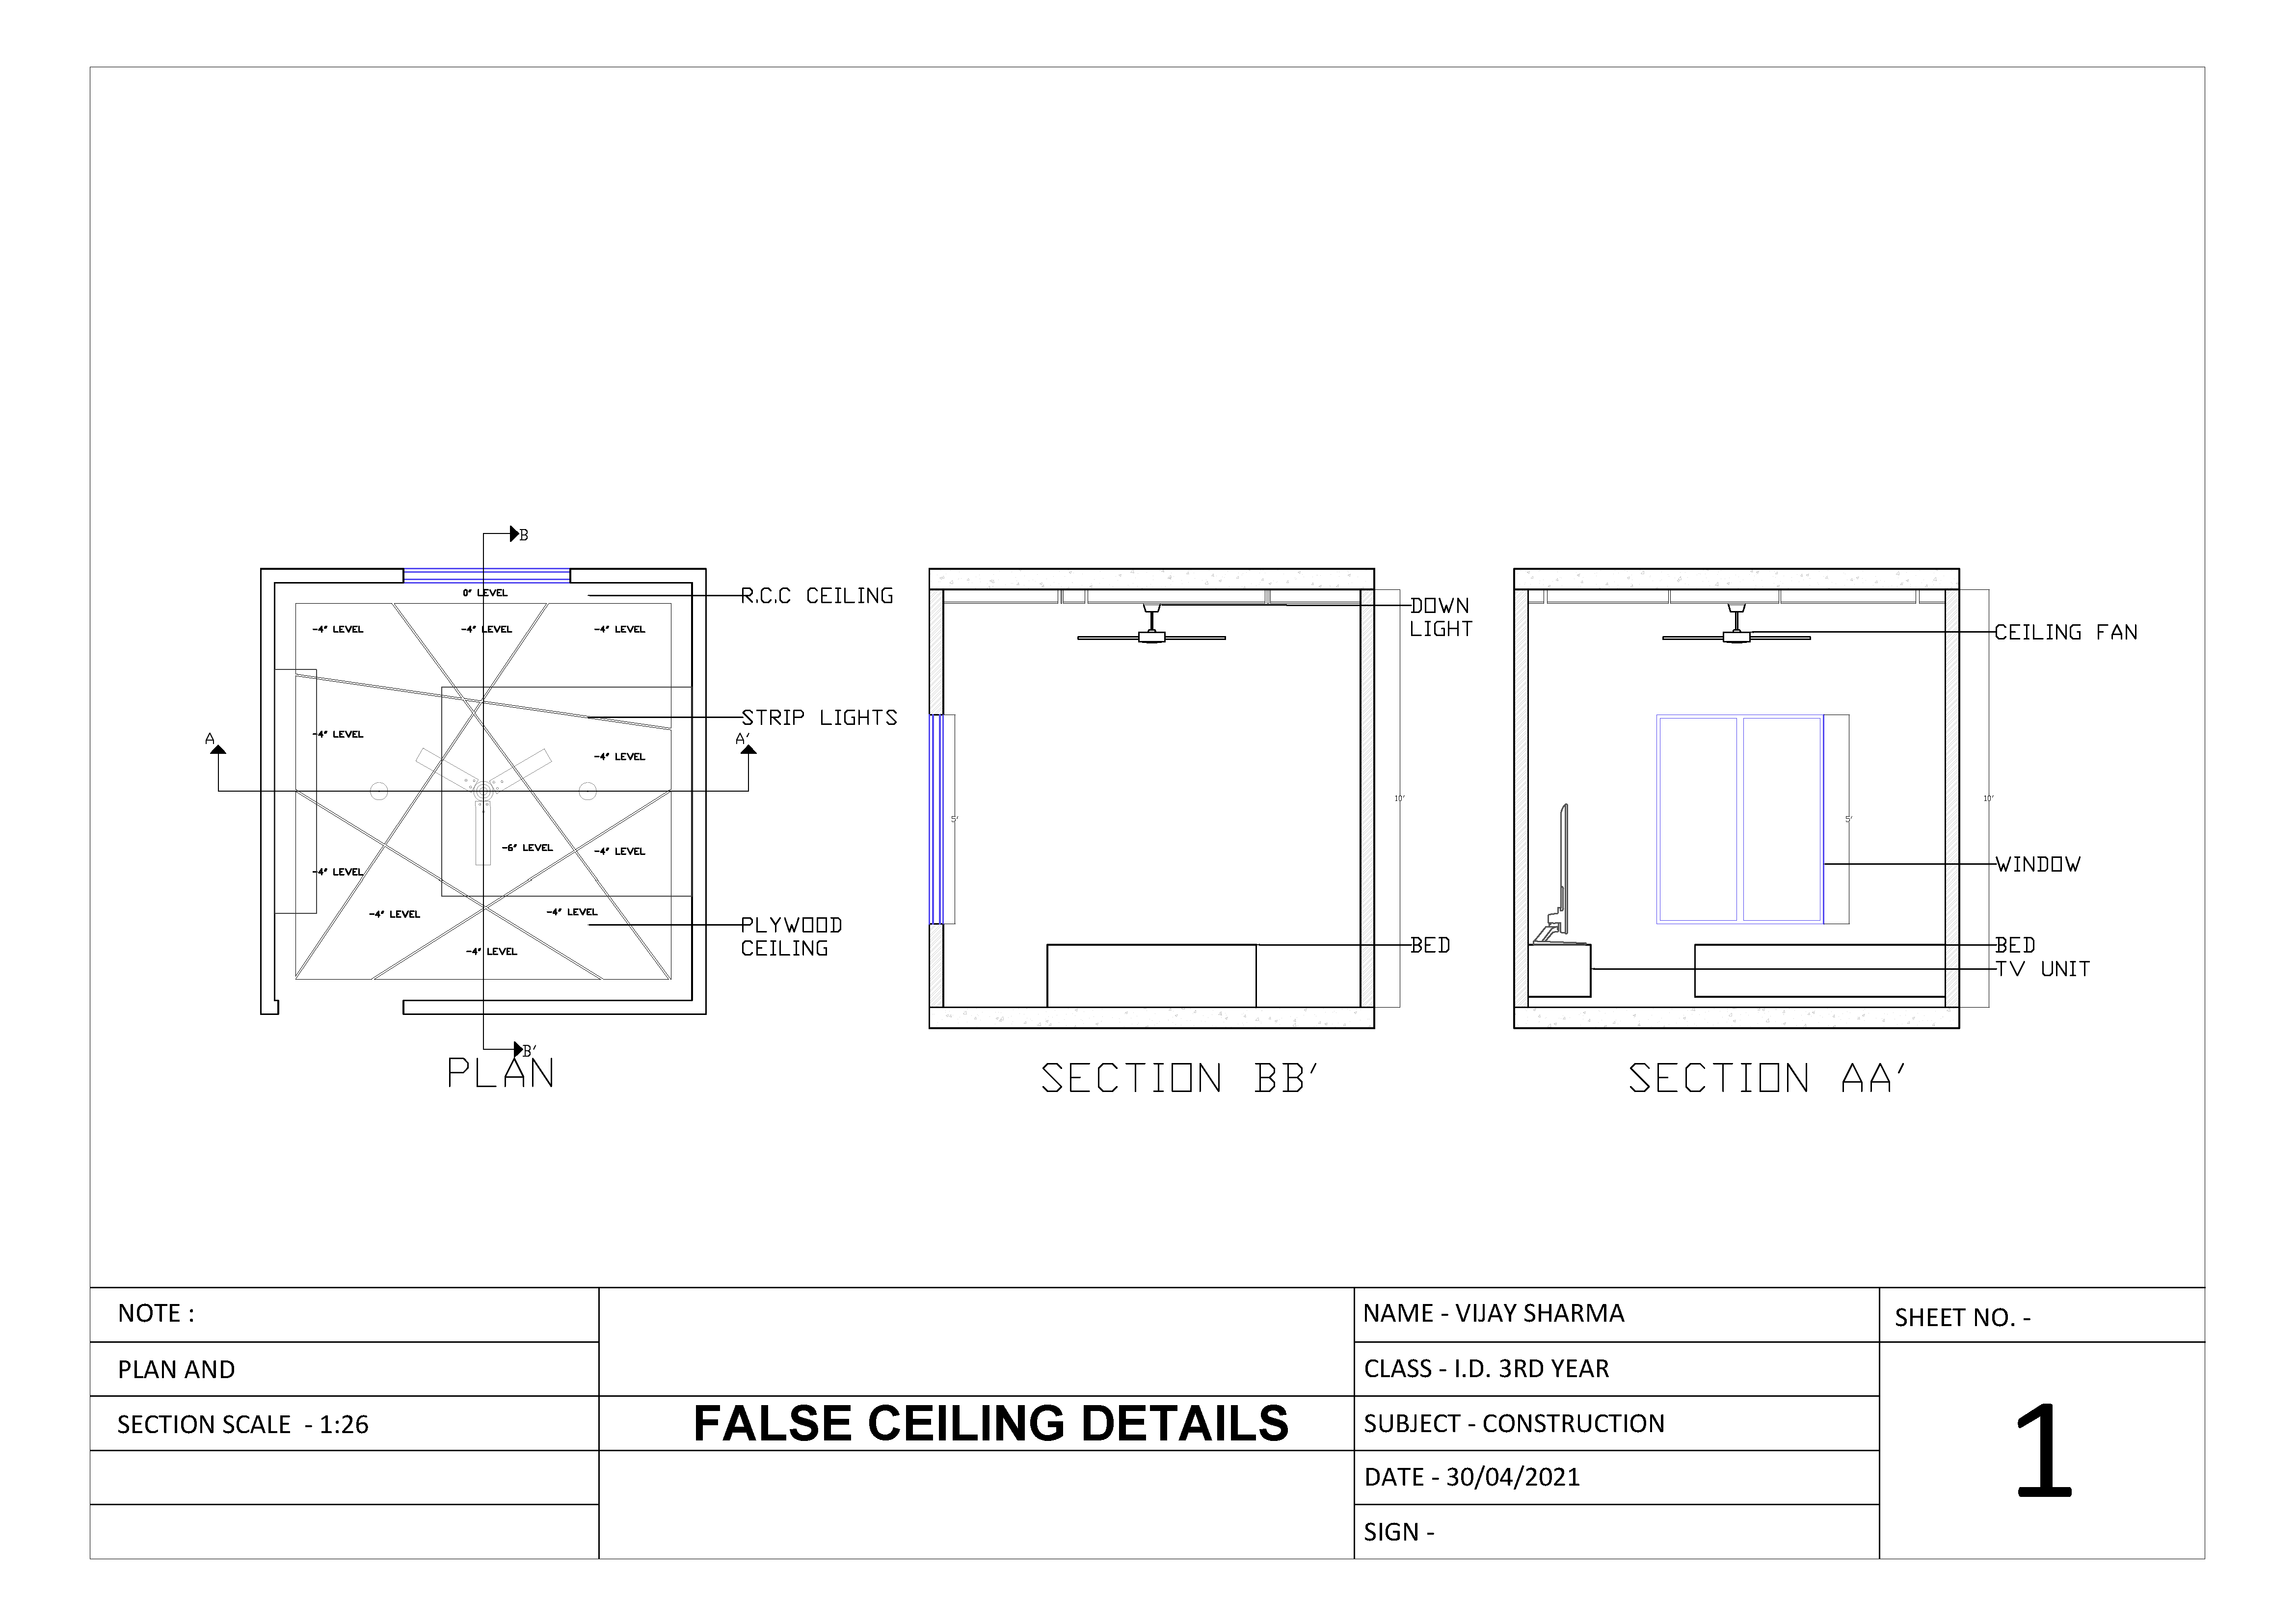 B
0" LEVEL
R.C.C CEILING
-4" LEVEL
-4" LEVEL
-4" LEVEL
STRIP LIGHTS
-4" LEVEL
A
A'
-4" LEVEL
-6" LEVEL
-4" LEVEL
-4" LEVEL
-4" LEVEL
-4" LEVEL
PLYWOOD
CEILING
-4" LEVEL
B'
PLAN
DOWN
LIGHT
10'
5'
BED
SECTION BB'
CEILING FAN
10'
5'
WINDOW
BED
TV UNIT
SECTION AA'
NOTE :
PLAN AND
SECTION SCALE - 1:26
FALSE CEILING DETAILS
NAME - VIJAY SHARMA
CLASS - I.D. 3RD YEAR
SUBJECT - CONSTRUCTION
DATE - 30/04/2021
SIGN -
SHEET NO. -
1